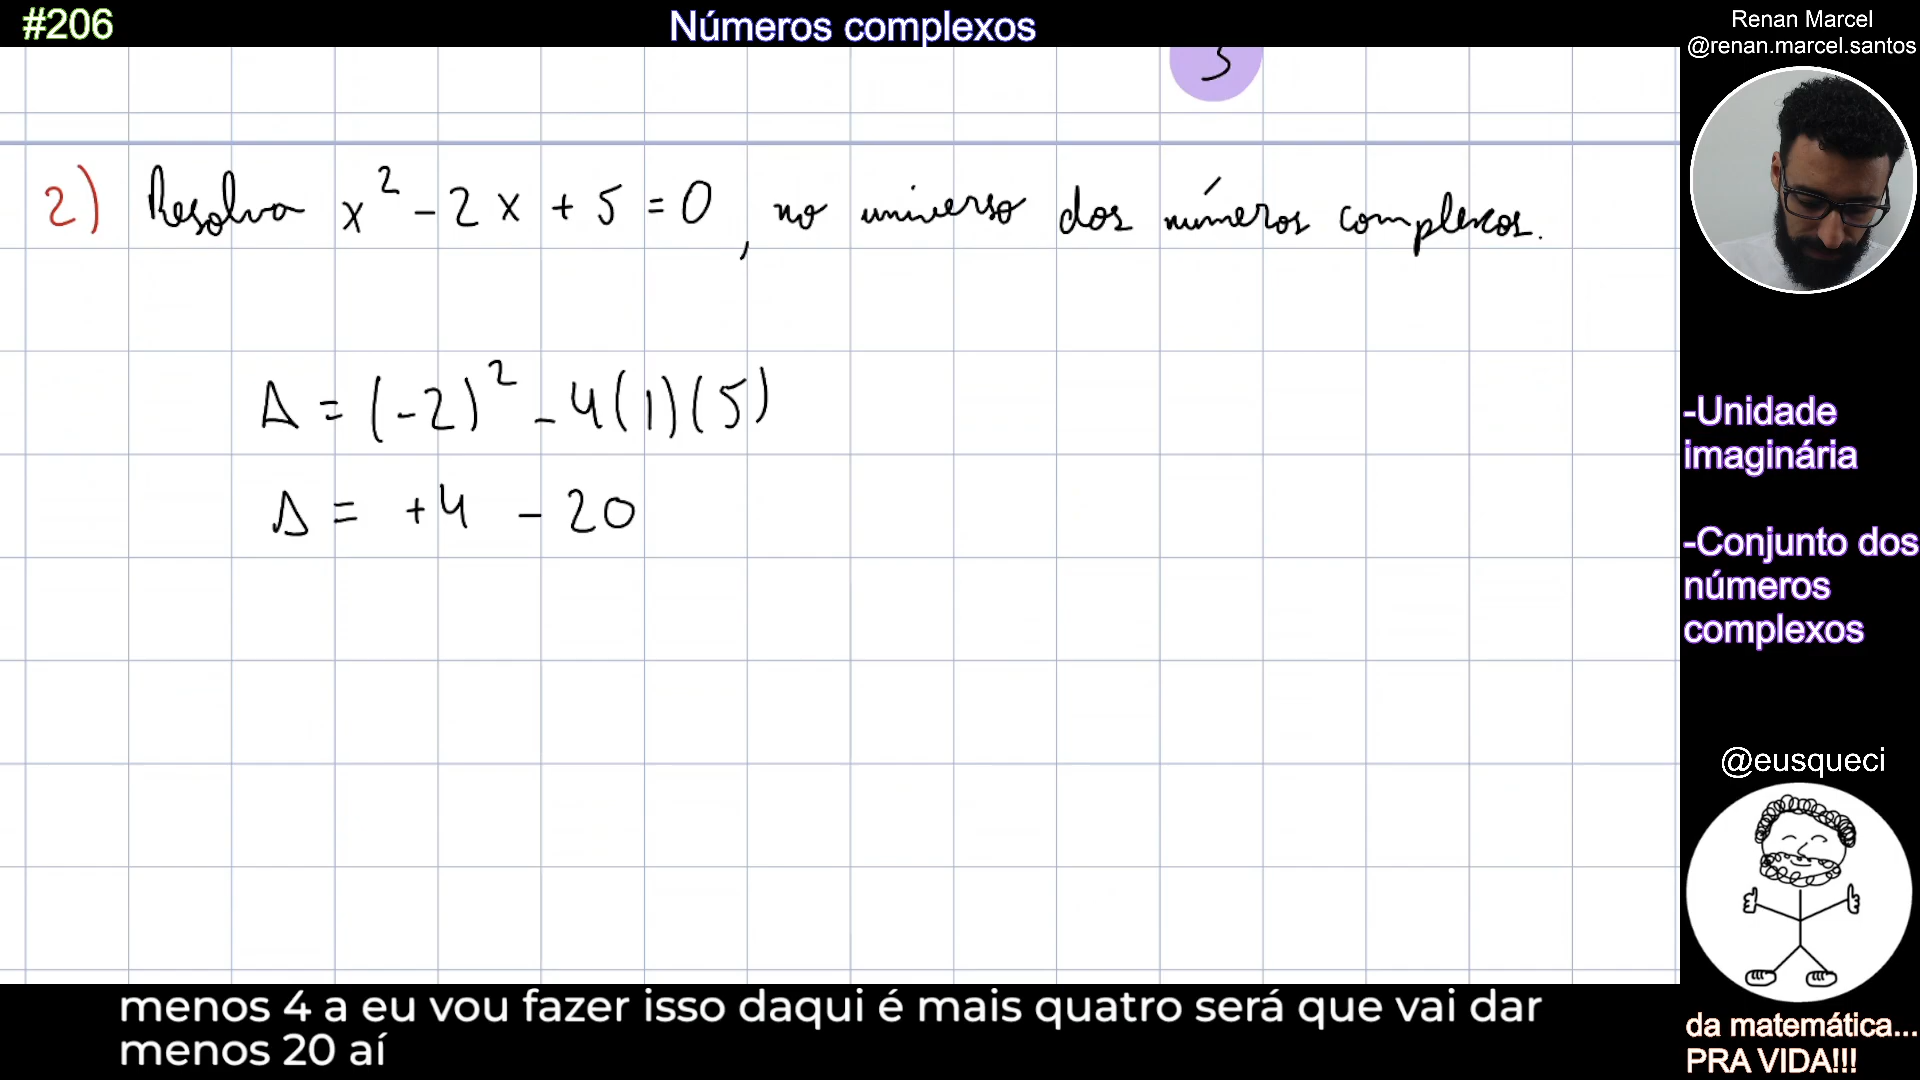 #206
Números complexos
Renan Marcel
@renan.marcel.santos
3
2) Resolva x² - 2x + 5 = 0, no universo dos números complexos.
Δ = (-2)² - 4(1)(5)
Δ = +4 - 20
-Unidade
imaginária
-Conjunto dos
números
complexos
@eusqueci
da matemática...
PRA VIDA!!!
menos 4 a eu vou fazer isso daqui é mais quatro será que vai dar
menos 20 aí